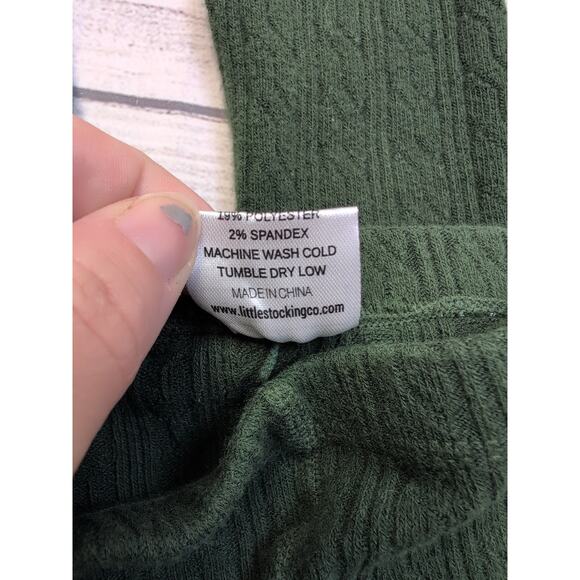 19% POLYESTER
2% SPANDEX
MACHINE WASH COLD
TUMBLE DRY LOW
MADE IN CHINA
www.littlestockingco.com